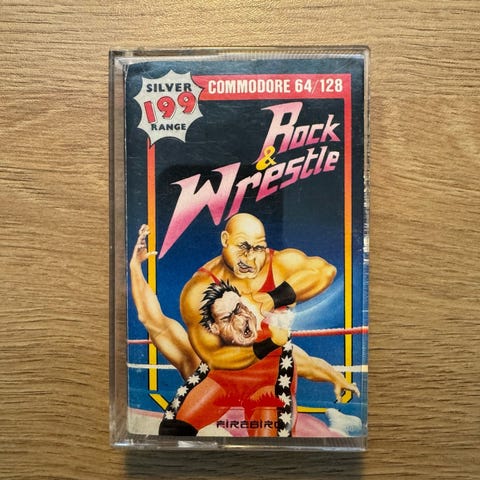 SILVER
199
RANGE
COMMODORE 64/128
Rock
&
Wrestle
FIREBIRD